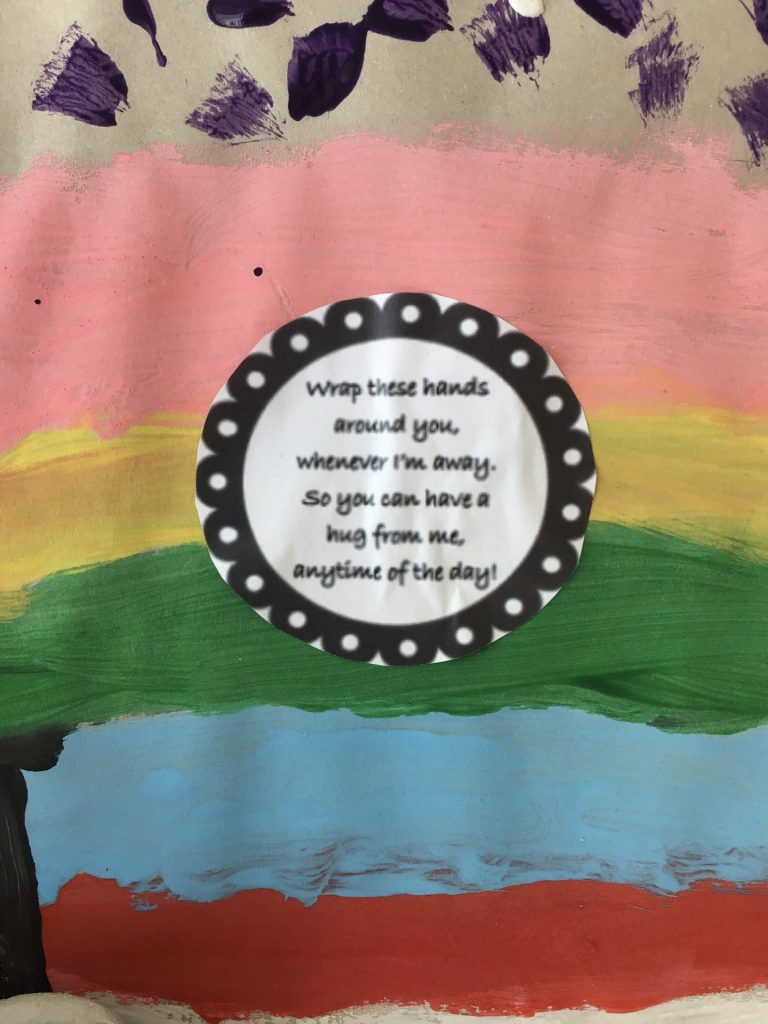 Wrap these hands
around you,
whenever I'm away.
So you can have a
hug from me,
anytime of the day!